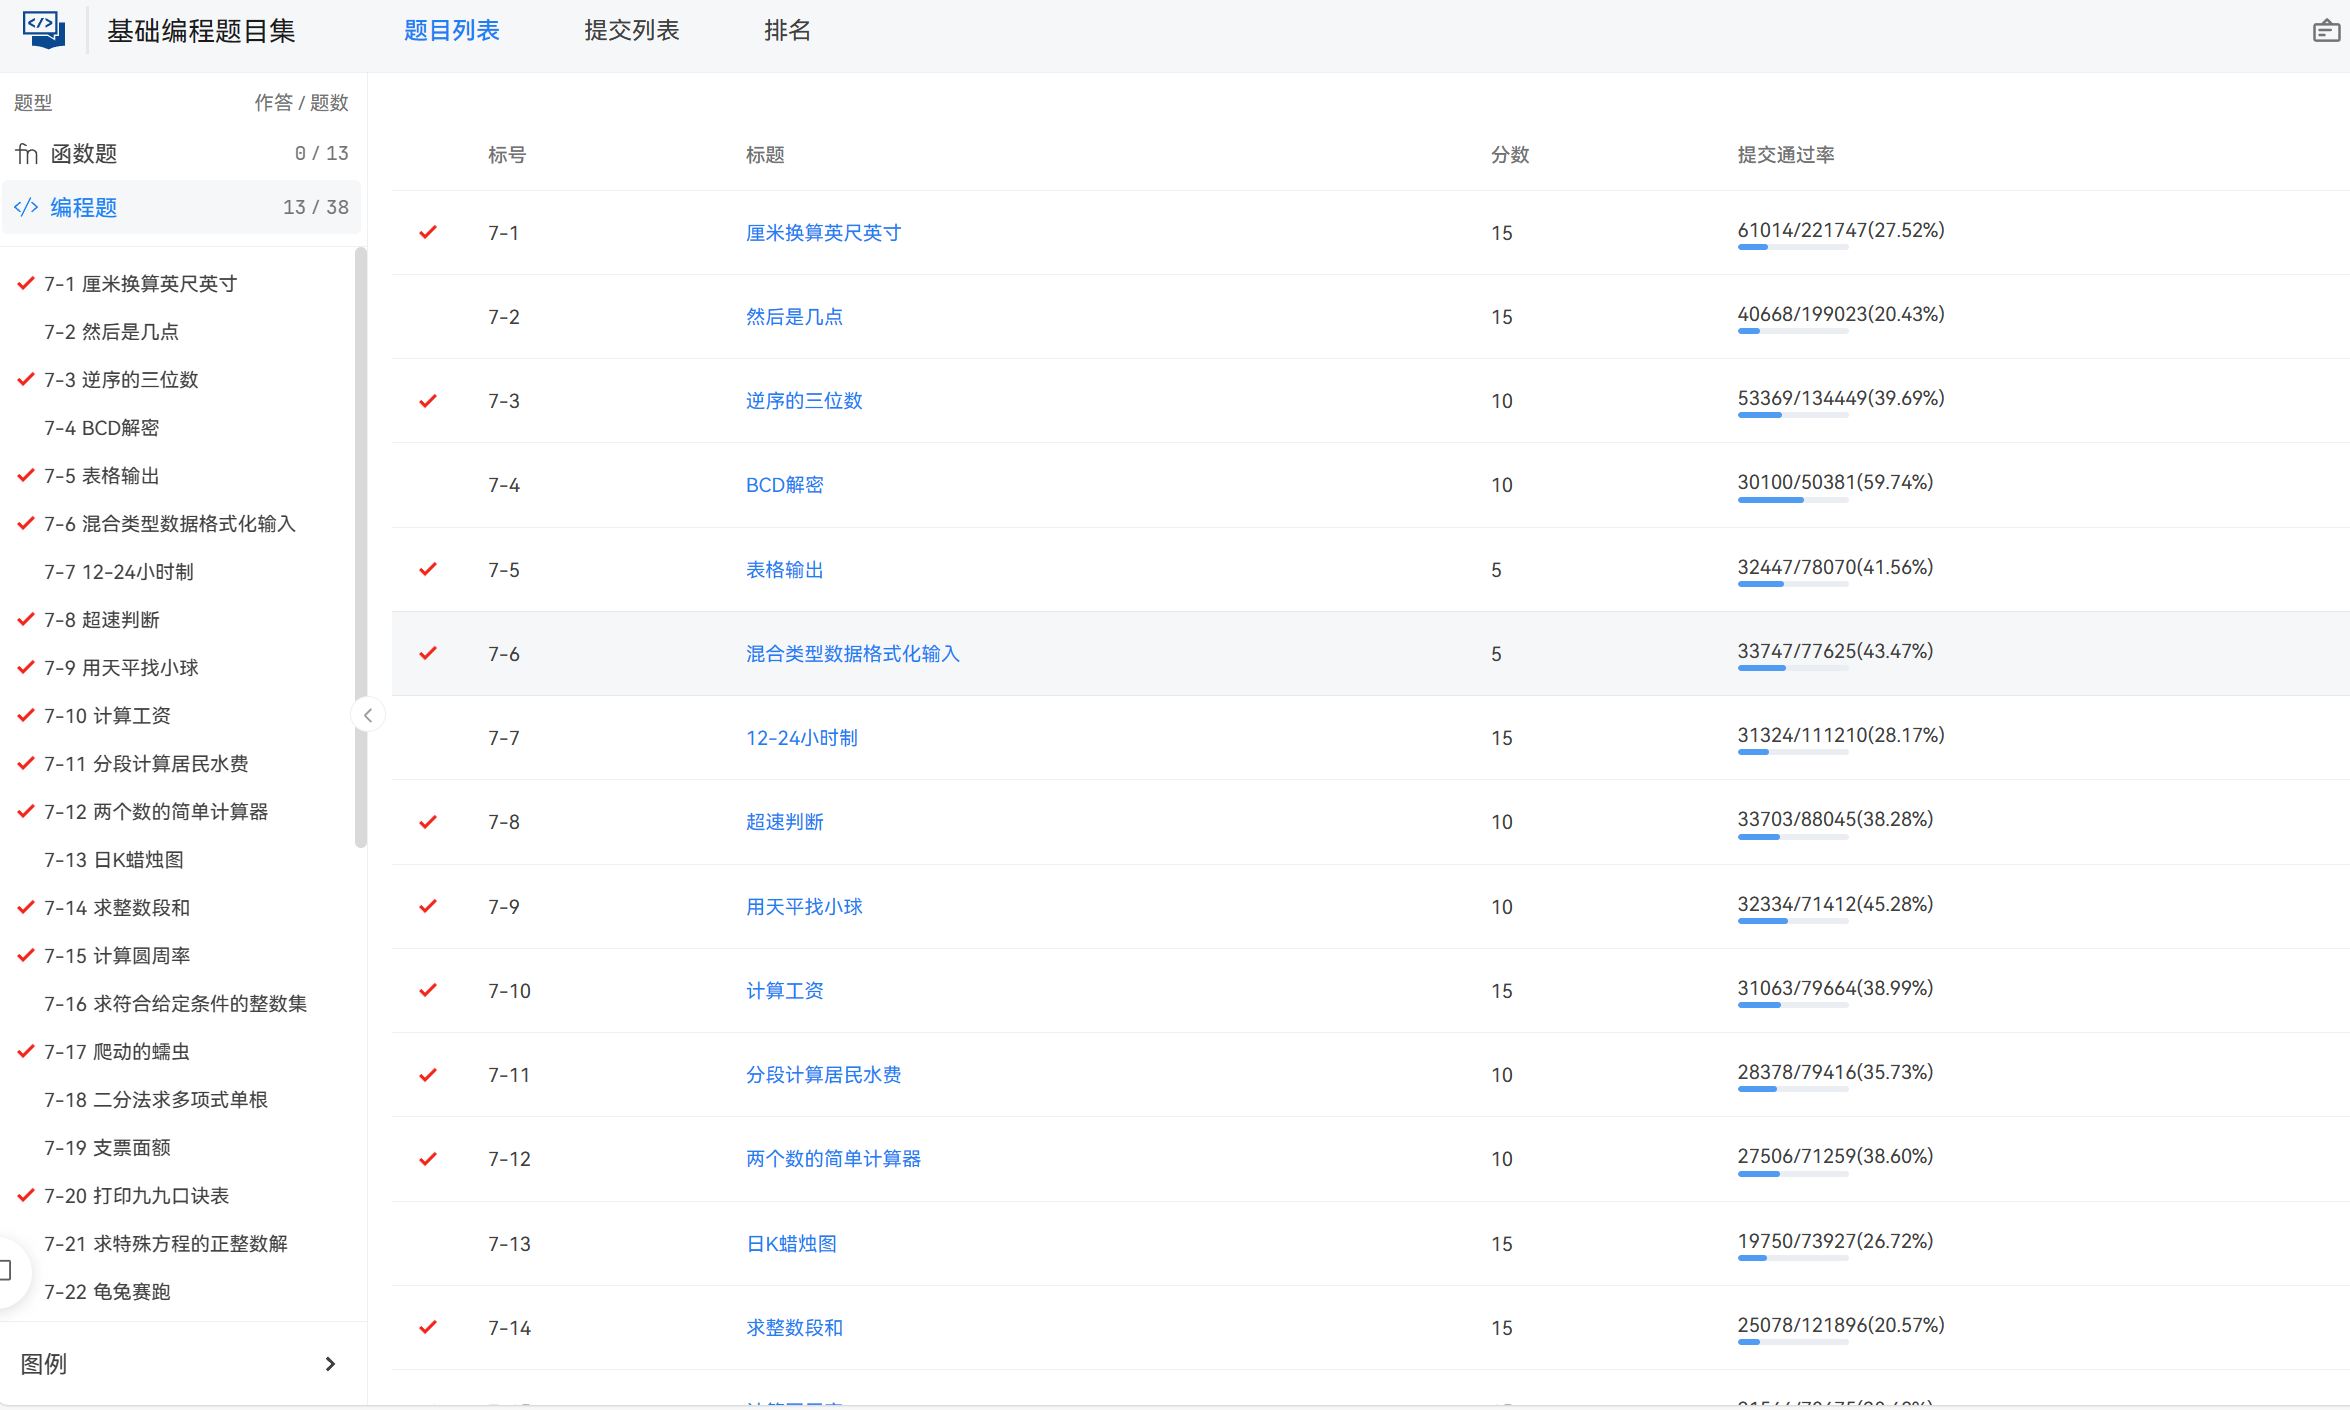 基础编程题目集
题目列表
提交列表
排名
题型
作答 / 题数
函数题
0 / 13
编程题
13 / 38
7-1 厘米换算英尺英寸
7-2 然后是几点
7-3 逆序的三位数
7-4 BCD解密
7-5 表格输出
7-6 混合类型数据格式化输入
7-7 12-24小时制
7-8 超速判断
7-9 用天平找小球
7-10 计算工资
7-11 分段计算居民水费
7-12 两个数的简单计算器
7-13 日K蜡烛图
7-14 求整数段和
7-15 计算圆周率
7-16 求符合给定条件的整数集
7-17 爬动的蠕虫
7-18 二分法求多项式单根
7-19 支票面额
7-20 打印九九口诀表
7-21 求特殊方程的正整数解
7-22 龟兔赛跑
图例
标号 标题 分数 提交通过率
7-1 厘米换算英尺英寸 15 61014/221747(27.52%)
7-2 然后是几点 15 40668/199023(20.43%)
7-3 逆序的三位数 10 53369/134449(39.69%)
7-4 BCD解密 10 30100/50381(59.74%)
7-5 表格输出 5 32447/78070(41.56%)
7-6 混合类型数据格式化输入 5 33747/77625(43.47%)
7-7 12-24小时制 15 31324/111210(28.17%)
7-8 超速判断 10 33703/88045(38.28%)
7-9 用天平找小球 10 32334/71412(45.28%)
7-10 计算工资 15 31063/79664(38.99%)
7-11 分段计算居民水费 10 28378/79416(35.73%)
7-12 两个数的简单计算器 10 27506/71259(38.60%)
7-13 日K蜡烛图 15 19750/73927(26.72%)
7-14 求整数段和 15 25078/121896(20.57%)